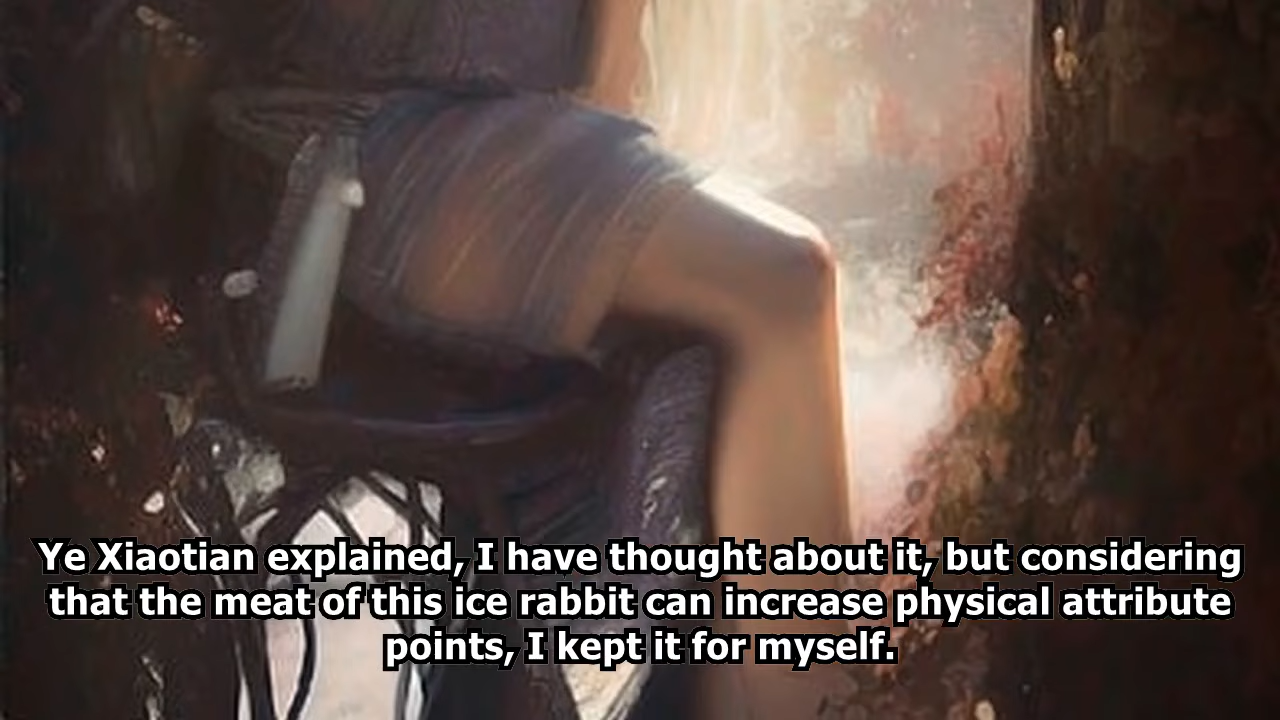 Ye Xiaotian explained, I have thought about it, but considering
that the meat of this ice rabbit can increase physical attribute
points, I kept it for myself.